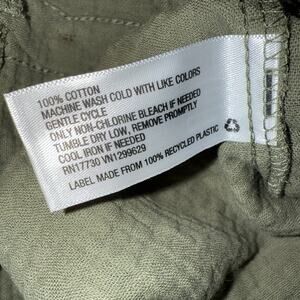 100% COTTON
MACHINE WASH COLD WITH LIKE COLORS
GENTLE CYCLE
ONLY NON-CHLORINE BLEACH IF NEEDED
TUMBLE DRY LOW, REMOVE PROMPTLY
COOL IRON IF NEEDED
RN17730 VN1299629
LABEL MADE FROM 100% RECYCLED PLASTIC